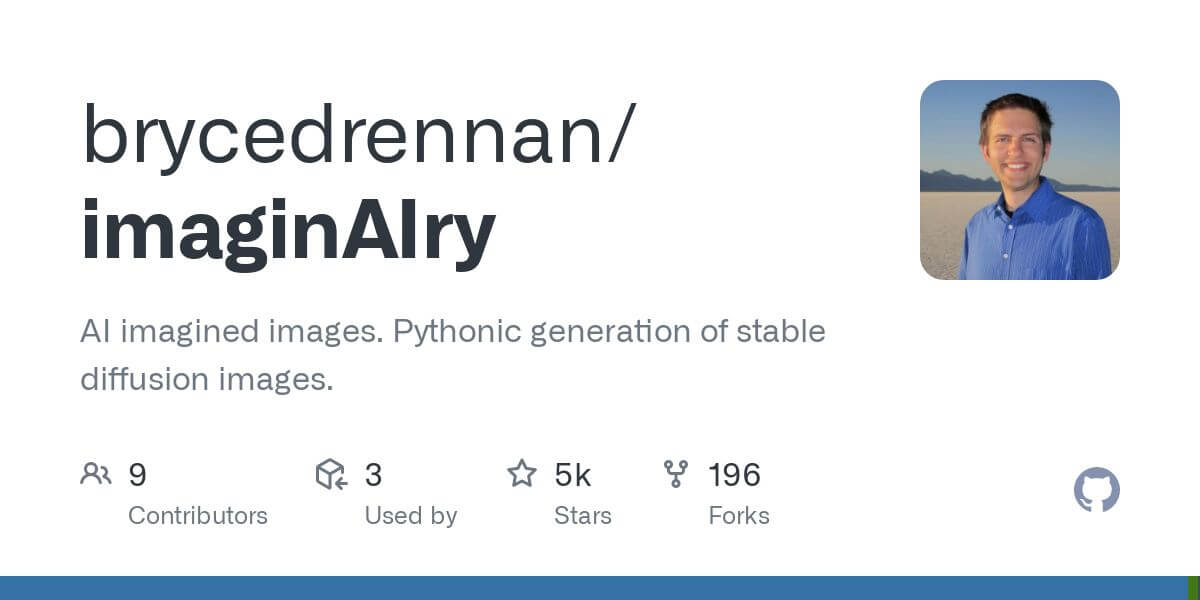 brycedrennan/
imaginAIry
AI imagined images. Pythonic generation of stable
diffusion images.
9 3 5k 196
Contributors Used by Stars Forks